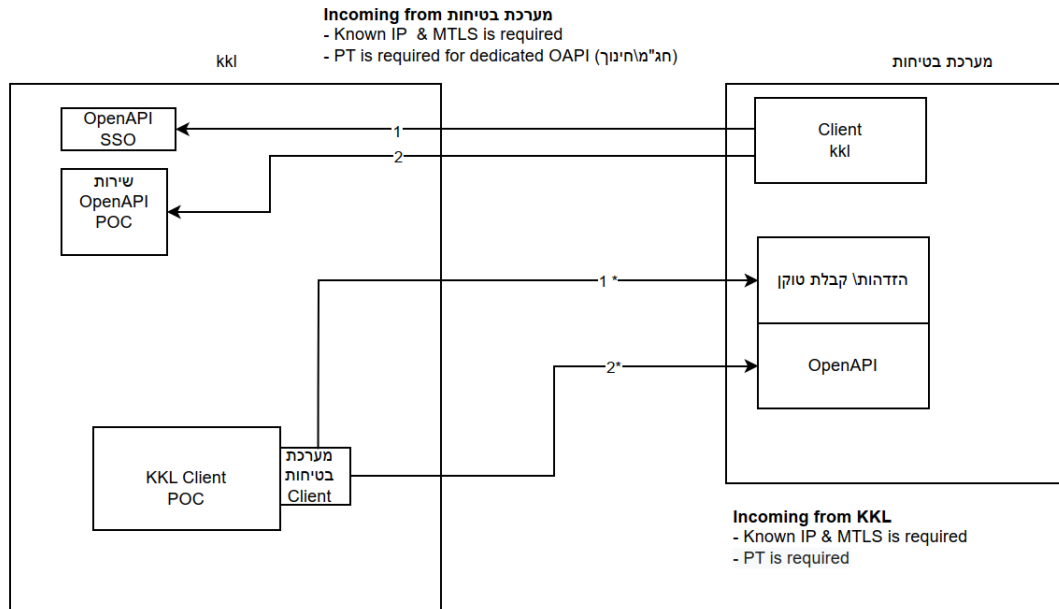 Incoming from מערכת בטיחות
- Known IP & MTLS is required
- PT is required for dedicated OAPI (חג"מ\חינוך)
kkl
מערכת בטיחות
OpenAPI
SSO
1
Client
kkl
2
שירות
OpenAPI
POC
1 *
הזדהות\ קבלת טוקן
2*
OpenAPI
KKL Client
POC
מערכת
בטיחות
Client
Incoming from KKL
- Known IP & MTLS is required
- PT is required